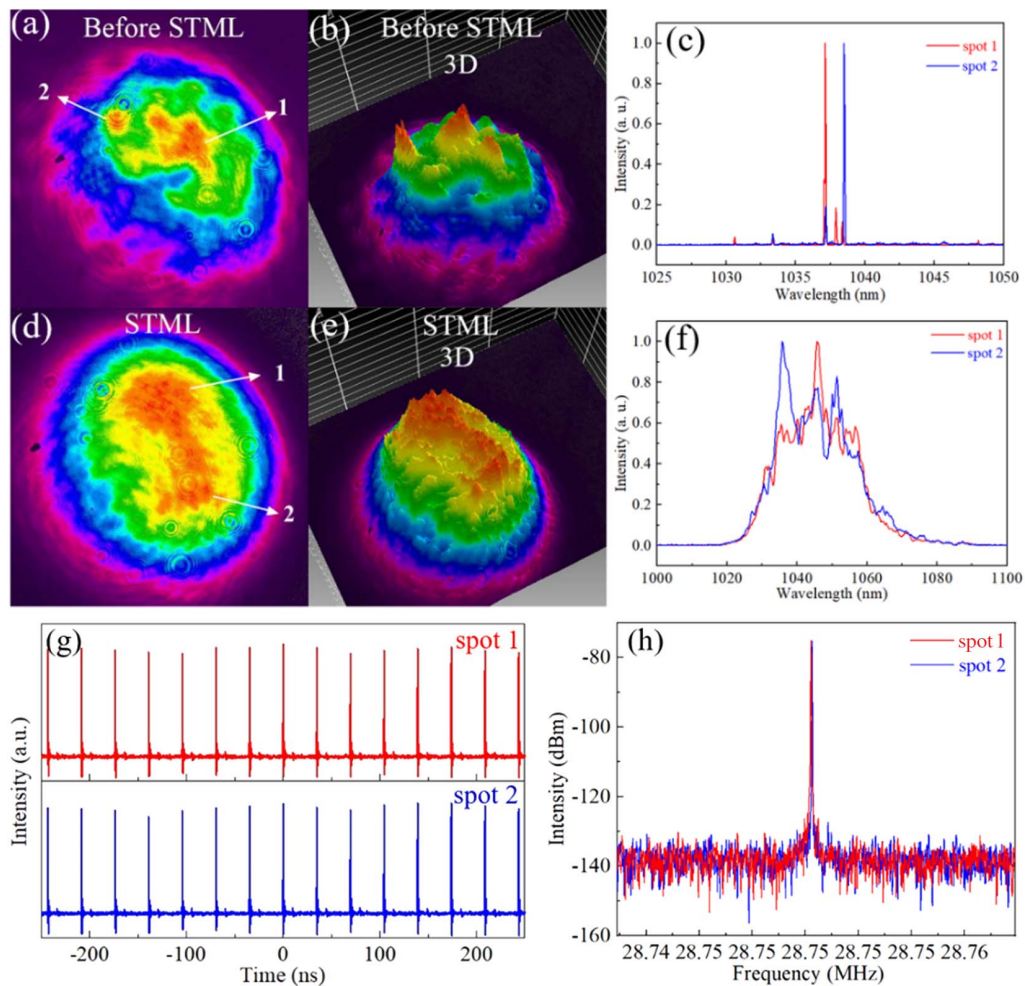 (a)
Before STML
2
1
(b)
Before STML
3D
(c)
spot 1
spot 2
1.0
0.8
0.6
0.4
0.2
0.0
Intensity (a. u.)
1025
1030
1035
1040
1045
1050
Wavelength (nm)
(d)
STML
1
2
(e)
STML
3D
(f)
spot 1
spot 2
1.0
0.8
0.6
0.4
0.2
0.0
Intensity (a. u.)
1000
1020
1040
1060
1080
1100
Wavelength (nm)
(g)
spot 1
spot 2
Intensity (a.u.)
-200
-100
0
100
200
Time (ns)
(h)
spot 1
spot 2
-80
-100
-120
-140
-160
Intensity (dBm)
28.74
28.75
28.75
28.75
28.75
28.75
28.76
Frequency (MHz)